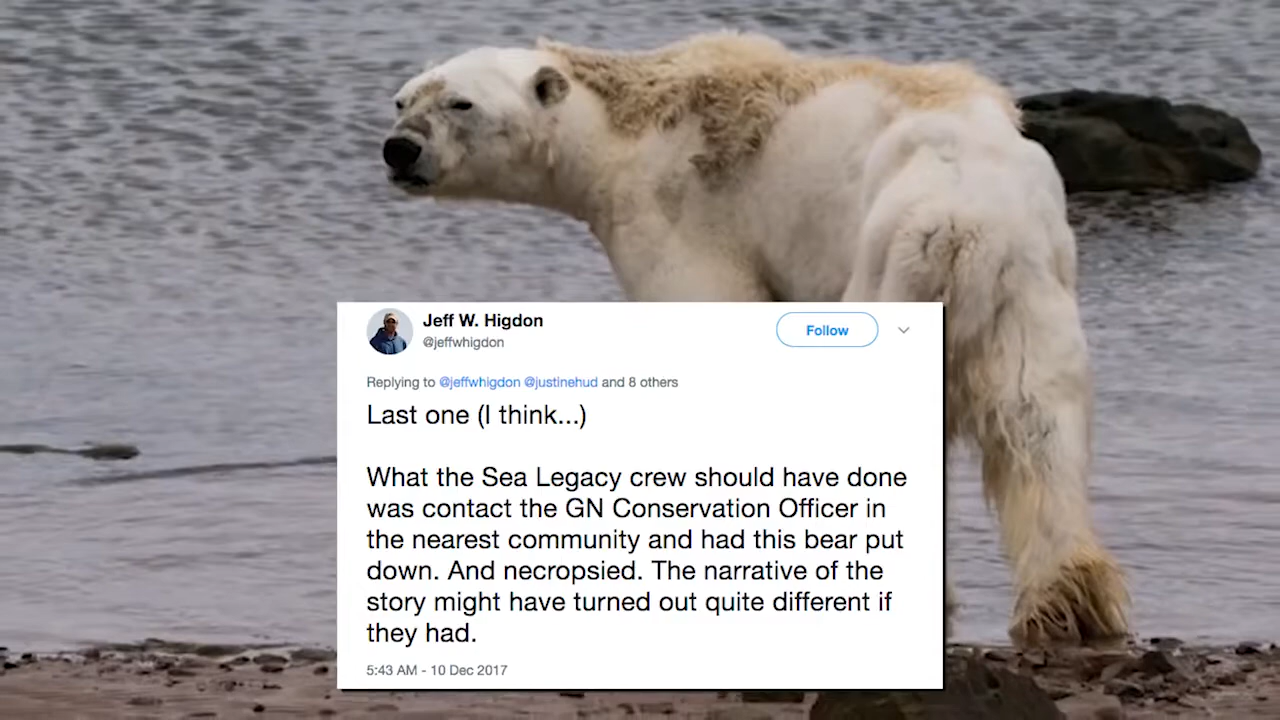 Jeff W. Higdon
@jeffwhigdon
Follow
Replying to @jeffwhigdon @justinehud and 8 others
Last one (I think...)
What the Sea Legacy crew should have done
was contact the GN Conservation Officer in
the nearest community and had this bear put
down. And necropsied. The narrative of the
story might have turned out quite different if
they had.
5:43 AM - 10 Dec 2017